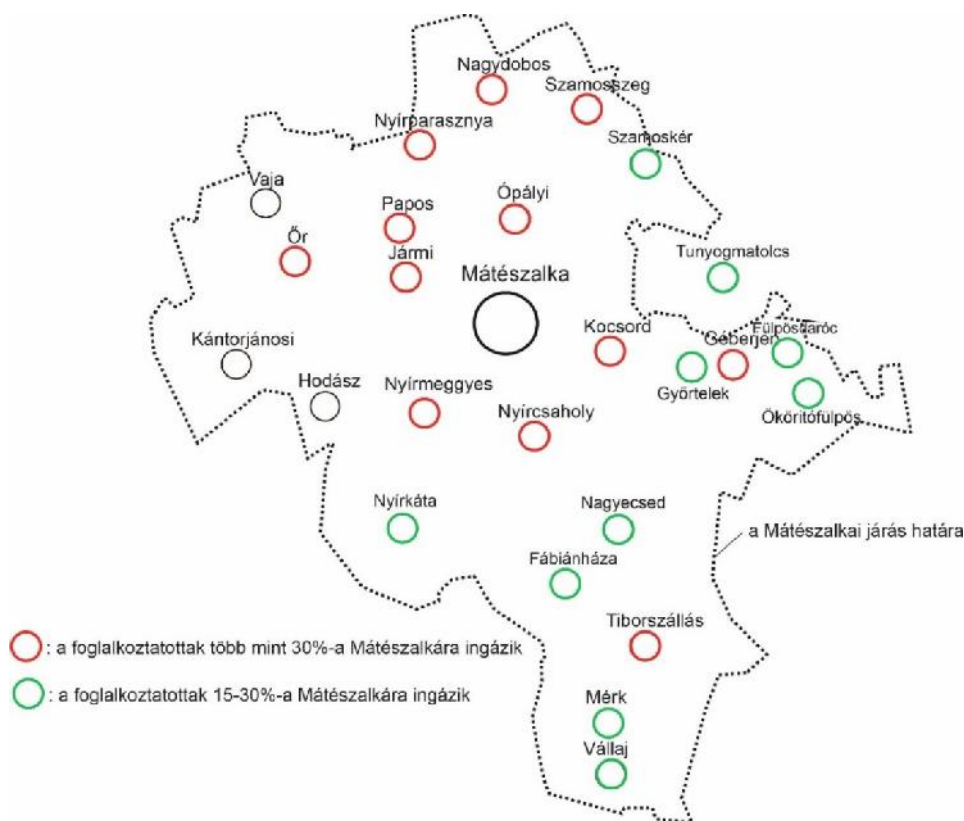 Nagydobos
Szamosszeg
Nyírparasznya
Szamoskér
Vaja
Papos
Ópályi
Őr
Jármi
Tunyogmatolcs
Mátészalka
Kocsord
Géberjén
Fülpösdaróc
Kántorjánosi
Hodász
Nyírmeggyes
Győrtelek
Nyírcsaholy
Ököritófülpös
Nyírkáta
Nagyecsed
a Mátészalkai járás határa
Fábiánháza
Tiborszállás
: a foglalkoztatottak több mint 30%-a Mátészalkára ingázik
: a foglalkoztatottak 15-30%-a Mátészalkára ingázik
Mérk
Vállaj